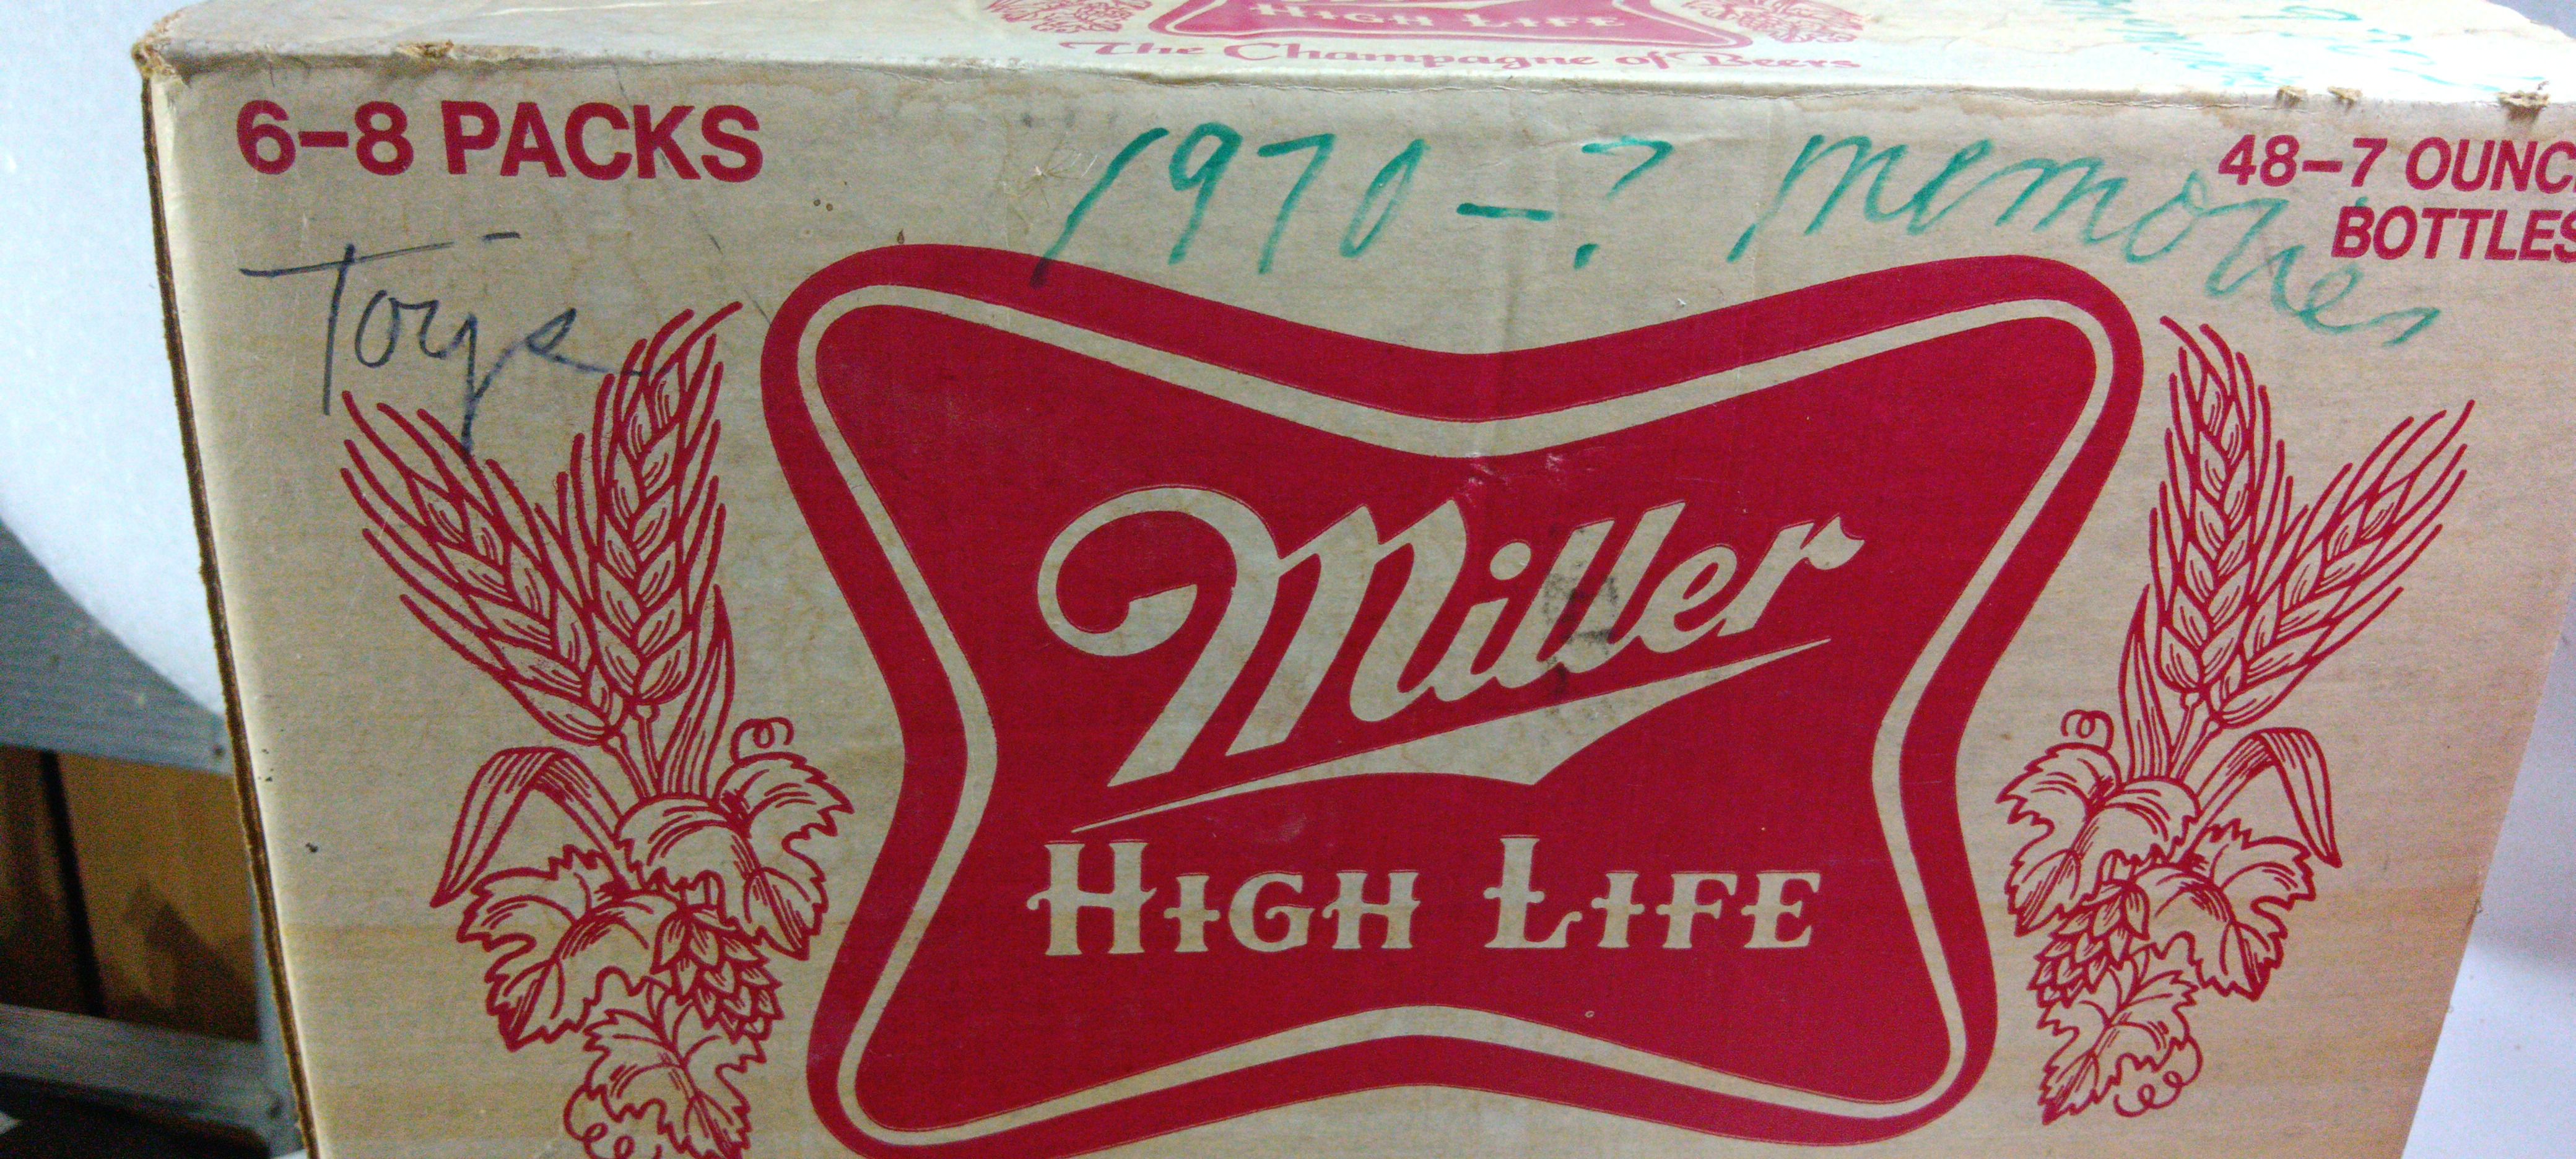 HIGH LIFE
The Champagne of Beers
6–8 PACKS
1970–? memories
48–7 OUNC
BOTTLES
Toys
Miller
HIGH LIFE